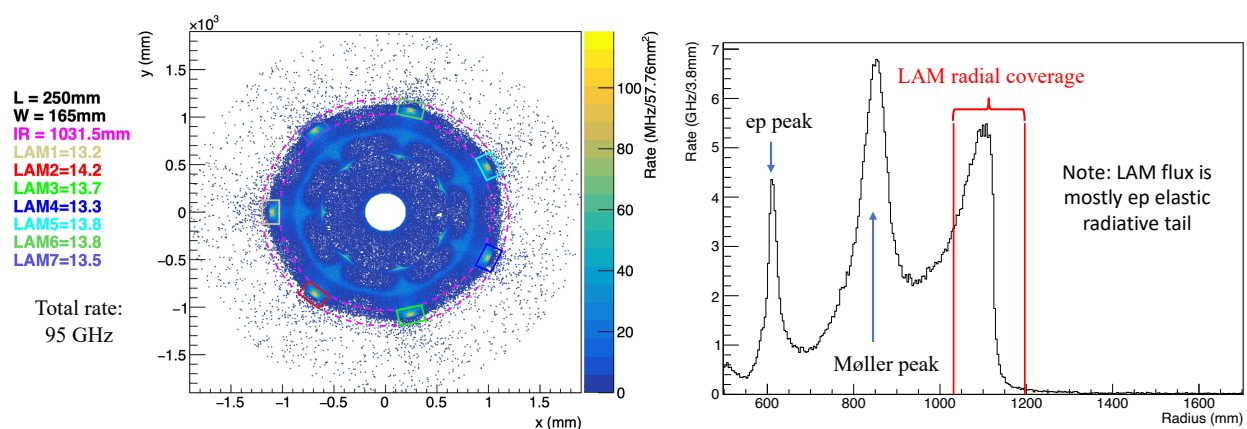 ×10³
y (mm)
1.5
1
0.5
0
−0.5
−1
−1.5
−1.5
−1
−0.5
0
0.5
1
1.5
×10³
x (mm)
L = 250mm
W = 165mm
IR = 1031.5mm
LAM1=13.2
LAM2=14.2
LAM3=13.7
LAM4=13.3
LAM5=13.8
LAM6=13.8
LAM7=13.5
Total rate:
95 GHz
100
80
60
40
20
0
Rate (MHz/57.76mm²)
Rate (GHz/3.8mm)
7
6
5
4
3
2
1
0
600
800
1000
1200
1400
1600
Radius (mm)
LAM radial coverage
ep peak
Møller peak
Note: LAM flux is
mostly ep elastic
radiative tail